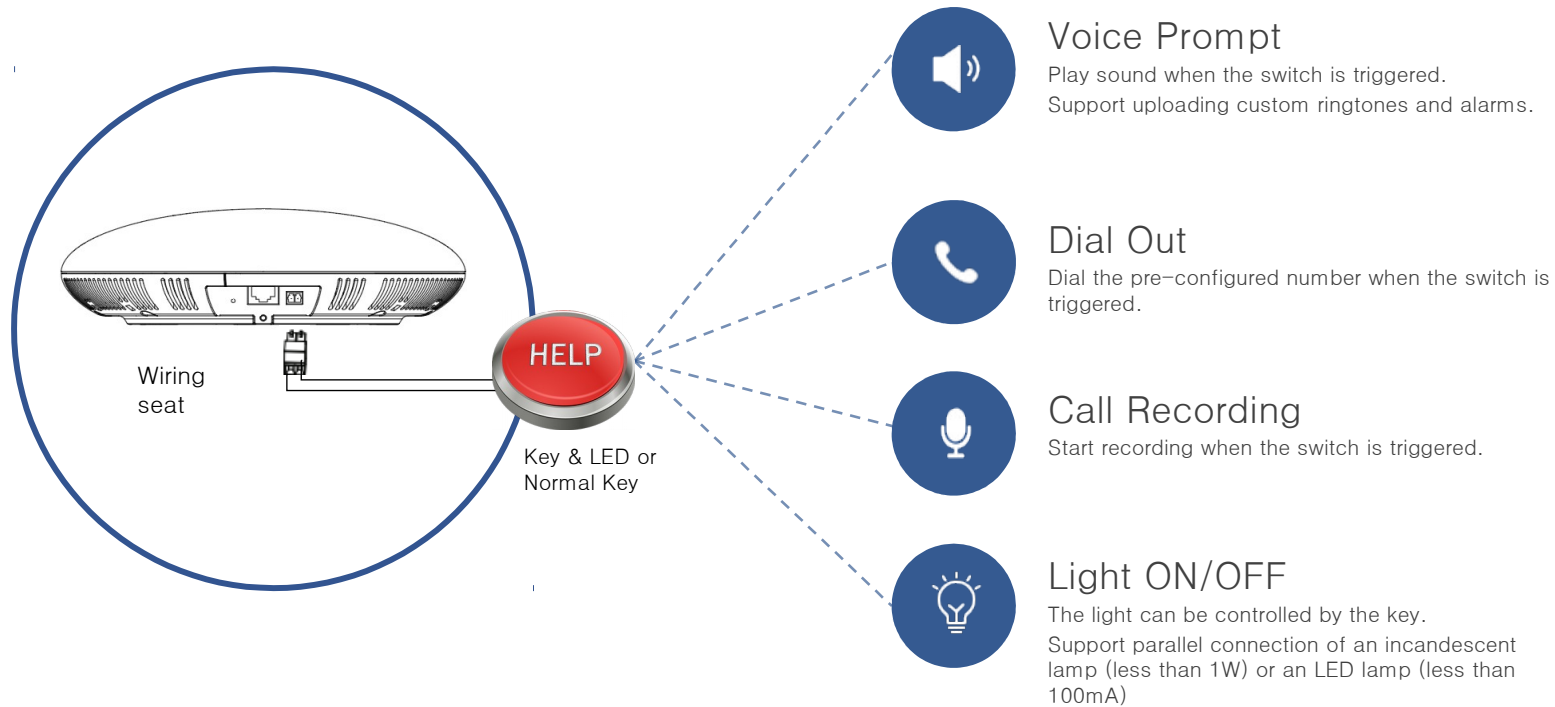 Wiring
seat
HELP
Key & LED or
Normal Key
Voice Prompt
Play sound when the switch is triggered.
Support uploading custom ringtones and alarms.
Dial Out
Dial the pre-configured number when the switch is
triggered.
Call Recording
Start recording when the switch is triggered.
Light ON/OFF
The light can be controlled by the key.
Support parallel connection of an incandescent
lamp (less than 1W) or an LED lamp (less than
100mA)